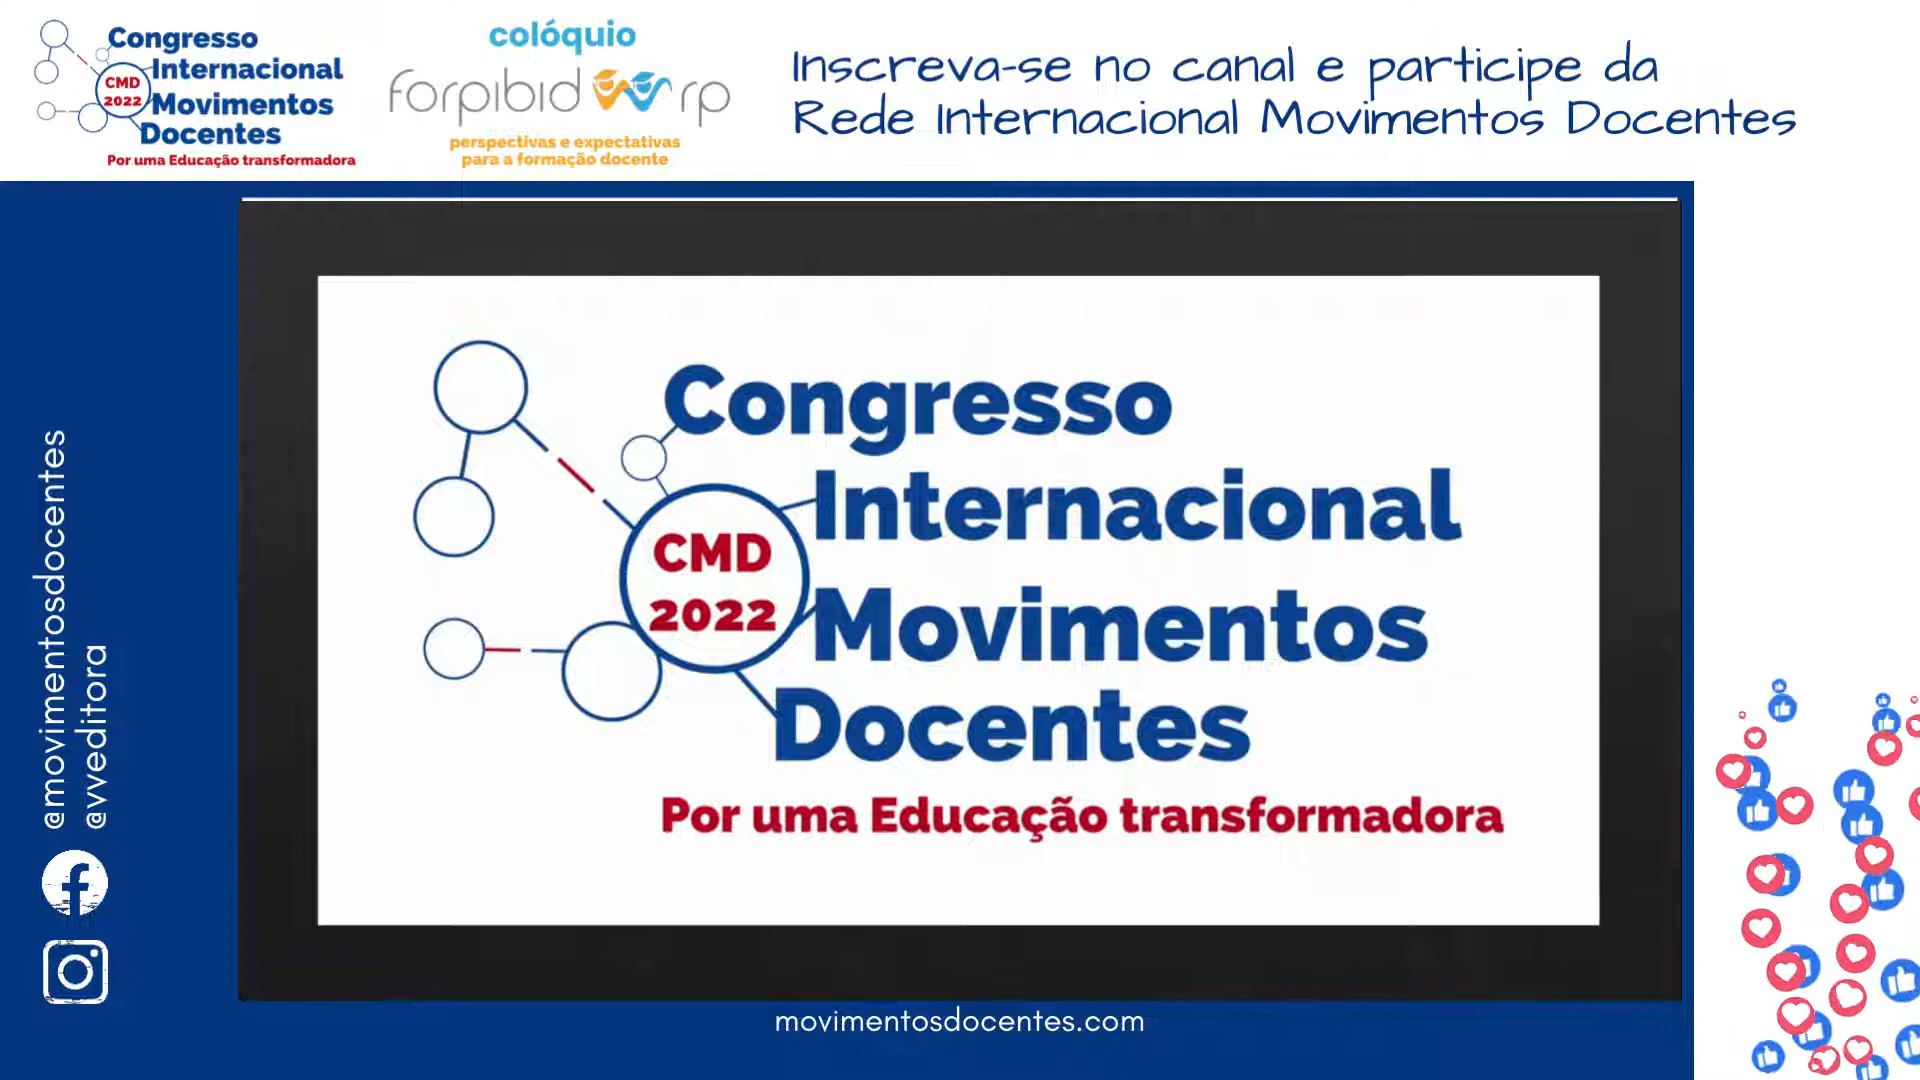 Congresso
Internacional
CMD
2022
Movimentos
Docentes
Por uma Educação transformadora
colóquio
forpibid rp
perspectivas e expectativas
para a formação docente
Inscreva-se no canal e participe da
Rede Internacional Movimentos Docentes
@movimentosdocentes
@vveditora
Congresso
Internacional
CMD
2022
Movimentos
Docentes
Por uma Educação transformadora
movimentosdocentes.com